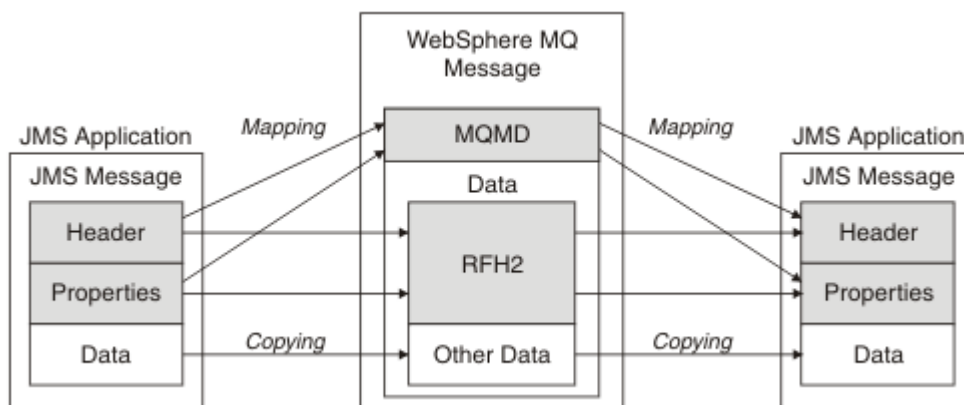 WebSphere MQ
Message
JMS Application
JMS Message
Header
Properties
Data
Mapping
Copying
MQMD
Data
RFH2
Other Data
Mapping
Copying
JMS Application
JMS Message
Header
Properties
Data